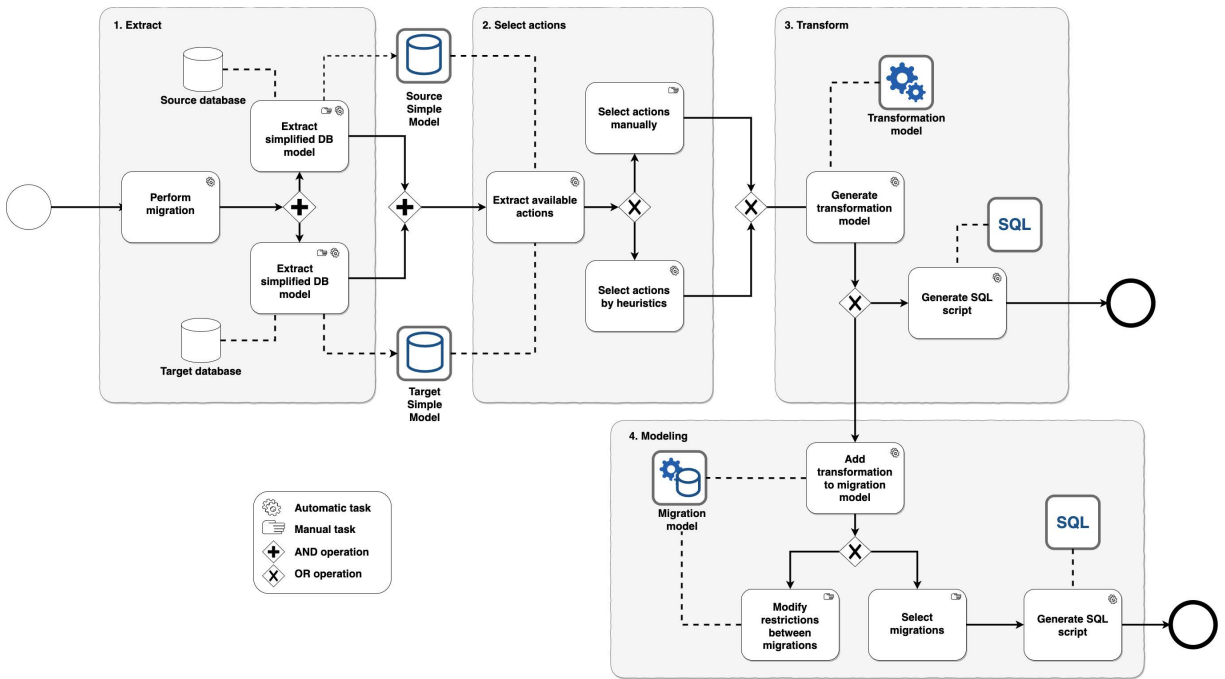 1. Extract
Source database
Extract
simplified DB
model
Perform
migration
Extract
simplified DB
model
Target database
Source
Simple
Model
Target
Simple
Model
2. Select actions
Select actions
manually
Extract available
actions
Select actions
by heuristics
3. Transform
Transformation
model
Generate
transformation
model
SQL
Generate SQL
script
4. Modeling
Migration
model
Add
transformation
to migration
model
SQL
Modify
restrictions
between
migrations
Select
migrations
Generate SQL
script
Automatic task
Manual task
AND operation
OR operation